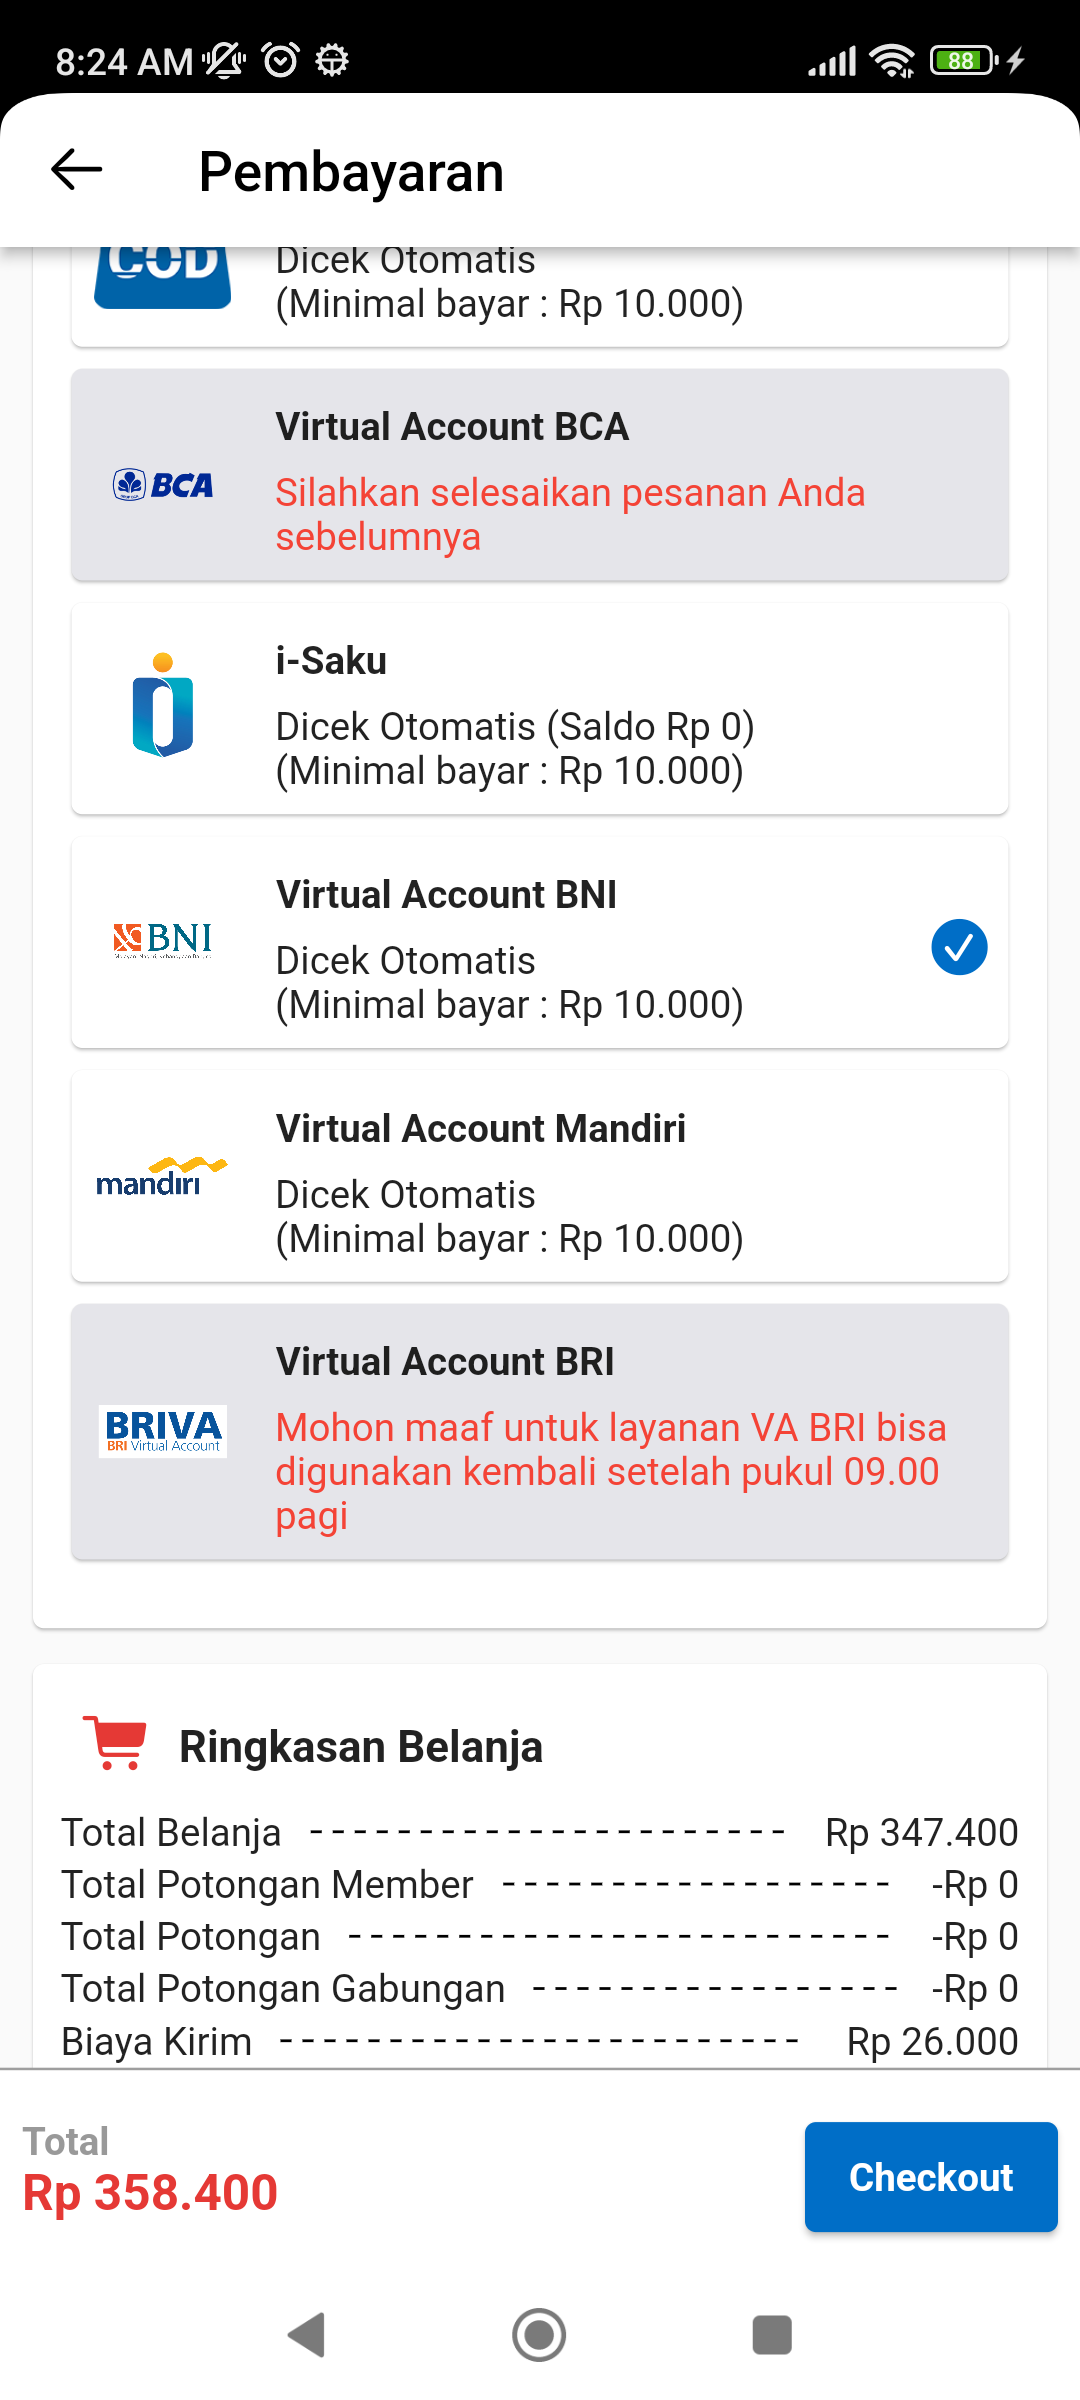 8:24 AM
88
Pembayaran
COD
Dicek Otomatis
(Minimal bayar : Rp 10.000)
Virtual Account BCA
BCA
Silahkan selesaikan pesanan Anda
sebelumnya
i-Saku
Dicek Otomatis (Saldo Rp 0)
(Minimal bayar : Rp 10.000)
Virtual Account BNI
BNI
Dicek Otomatis
(Minimal bayar : Rp 10.000)
Virtual Account Mandiri
mandiri
Dicek Otomatis
(Minimal bayar : Rp 10.000)
Virtual Account BRI
BRIVA
BRI Virtual Account
Mohon maaf untuk layanan VA BRI bisa
digunakan kembali setelah pukul 09.00
pagi
Ringkasan Belanja
Total Belanja ---------------------- Rp 347.400
Total Potongan Member ------------------ -Rp 0
Total Potongan ------------------------- -Rp 0
Total Potongan Gabungan ----------------- -Rp 0
Biaya Kirim ------------------------ Rp 26.000
Total
Rp 358.400
Checkout